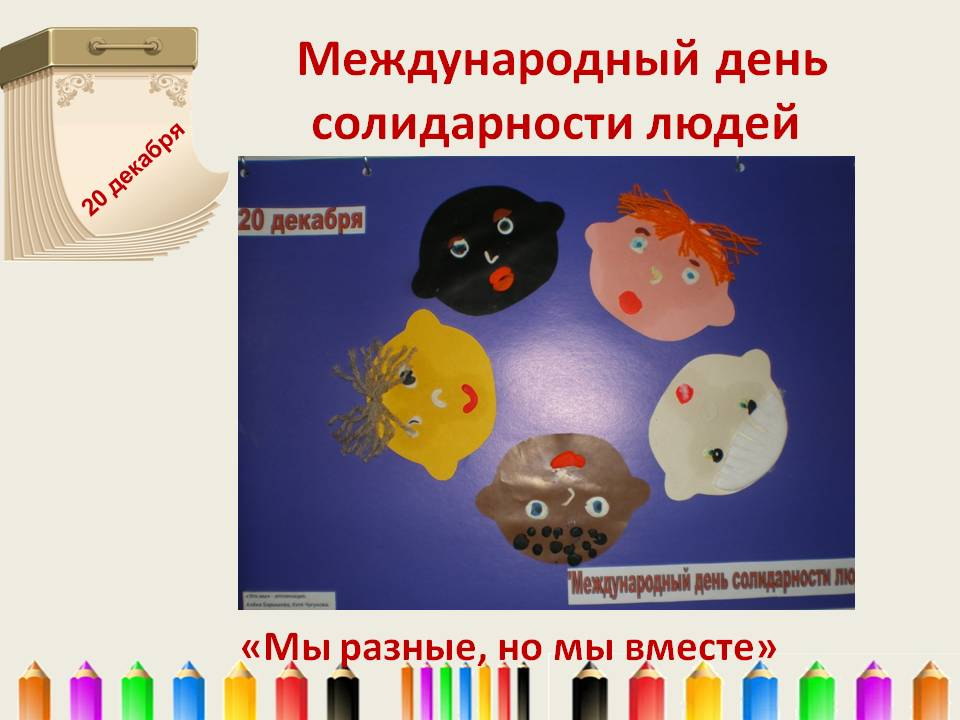 Международный день
солидарности людей
20 декабря
20 декабря
"Международный день солидарности лю
«Мы разные, но мы вместе»